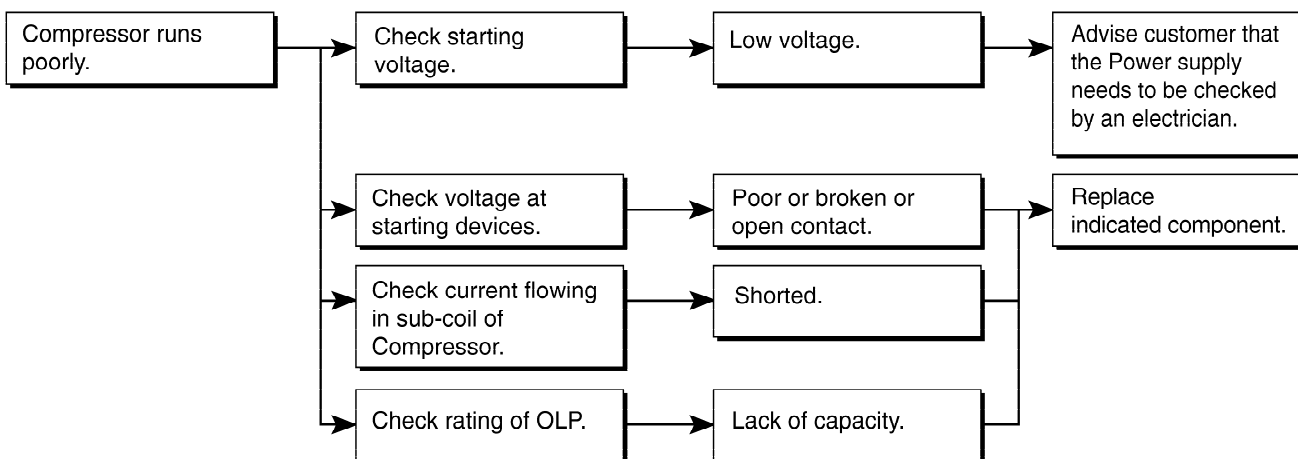 Compressor runs
poorly.
Check starting
voltage.
Low voltage.
Advise customer that
the Power supply
needs to be checked
by an electrician.
Check voltage at
starting devices.
Poor or broken or
open contact.
Replace
indicated component.
Check current flowing
in sub-coil of
Compressor.
Shorted.
Check rating of OLP.
Lack of capacity.